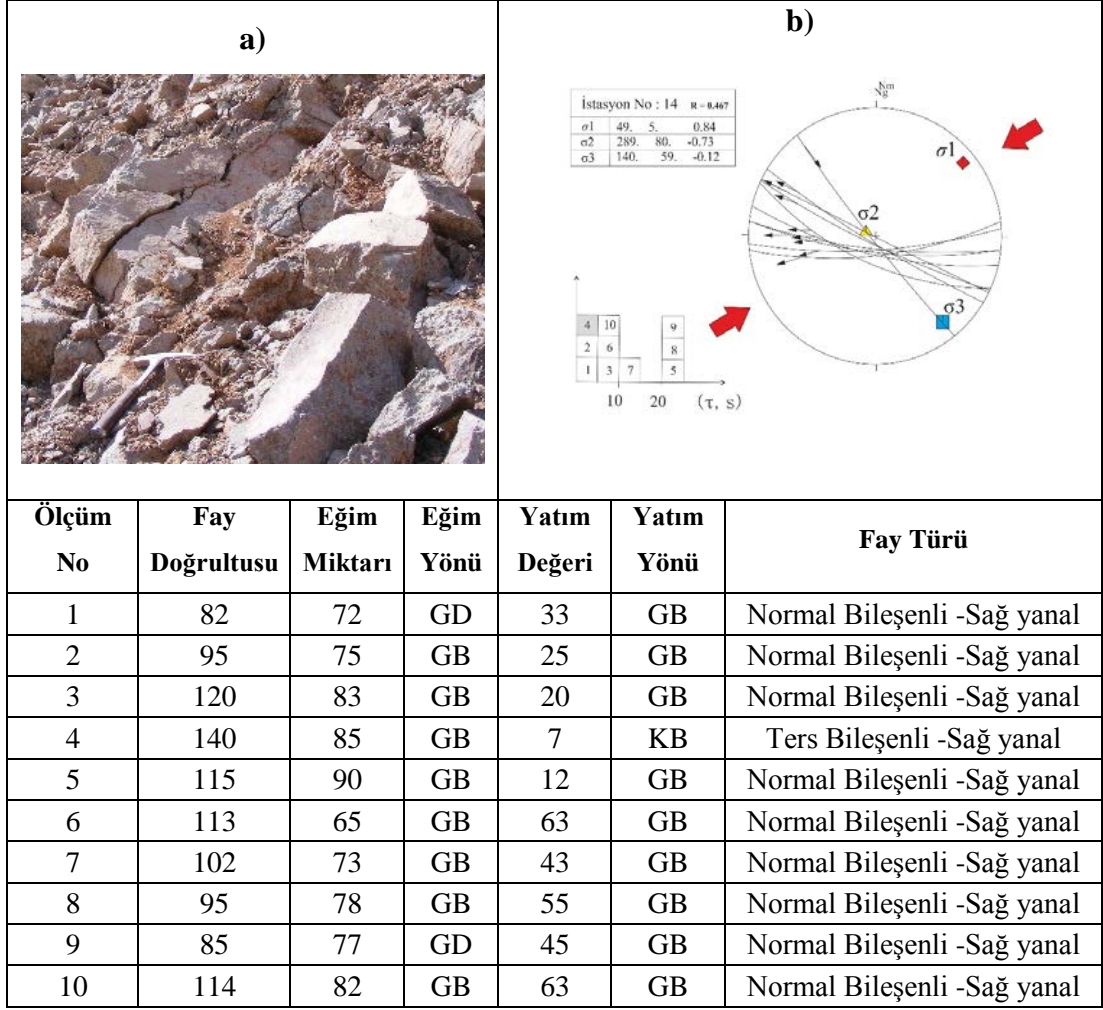 a)
b)
İstasyon No : 14 R = 0.467
σ1 49. 5. 0.84
σ2 289. 80. -0.73
σ3 140. 59. -0.12
Nm
Ng
σ1
σ2
σ3
4 10 9
2 6 8
1 3 7 5
10 20 (τ, s)
Ölçüm No Fay Doğrultusu Eğim Miktarı Eğim Yönü Yatım Değeri Yatım Yönü Fay Türü
1 82 72 GD 33 GB Normal Bileşenli -Sağ yanal
2 95 75 GB 25 GB Normal Bileşenli -Sağ yanal
3 120 83 GB 20 GB Normal Bileşenli -Sağ yanal
4 140 85 GB 7 KB Ters Bileşenli -Sağ yanal
5 115 90 GB 12 GB Normal Bileşenli -Sağ yanal
6 113 65 GB 63 GB Normal Bileşenli -Sağ yanal
7 102 73 GB 43 GB Normal Bileşenli -Sağ yanal
8 95 78 GB 55 GB Normal Bileşenli -Sağ yanal
9 85 77 GD 45 GB Normal Bileşenli -Sağ yanal
10 114 82 GB 63 GB Normal Bileşenli -Sağ yanal